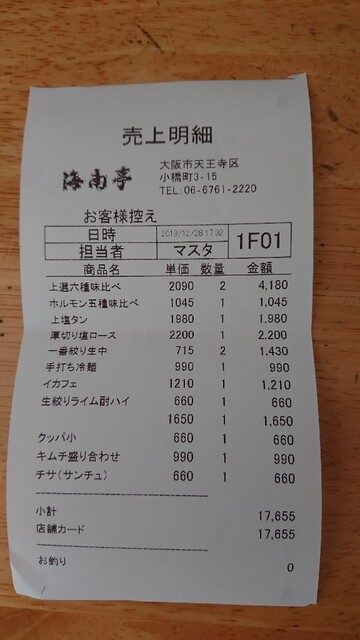 売上明細
海南亭
大阪市天王寺区
小橋町3-15
TEL:06-6761-2220
お客様控え
日時 2019/12/28 17:32 1F01
担当者 マスタ
商品名 単価 数量 金額
上選六種味比べ 2090 2 4,180
ホルモン五種味比べ 1045 1 1,045
上塩タン 1980 1 1,980
厚切り塩ロース 2200 1 2,200
一番絞り生中 715 2 1,430
手打ち冷麺 990 1 990
イカフェ 1210 1 1,210
生絞りライム酎ハイ 660 1 660
1650 1 1,650
クッパ小 660 1 660
キムチ盛り合わせ 990 1 990
チサ(サンチュ) 660 1 660
小計 17,655
店舗カード 17,655
お釣り 0